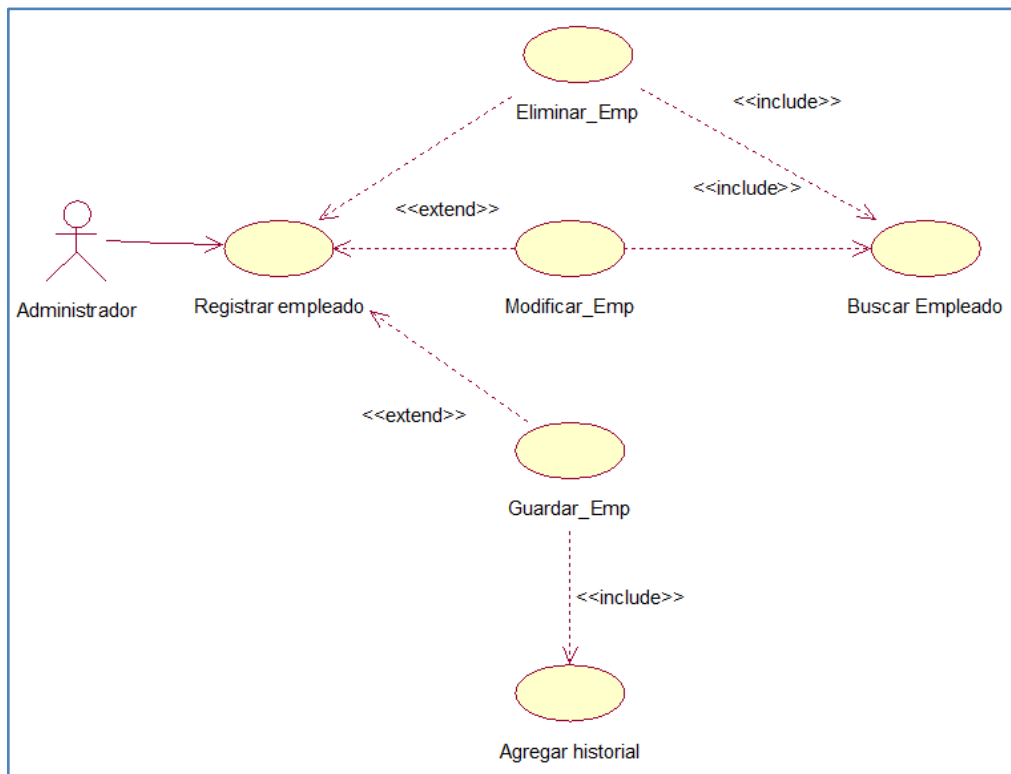 Eliminar_Emp
<<include>>
<<include>>
<<extend>>
Administrador
Registrar empleado
Modificar_Emp
Buscar Empleado
<<extend>>
Guardar_Emp
<<include>>
Agregar historial